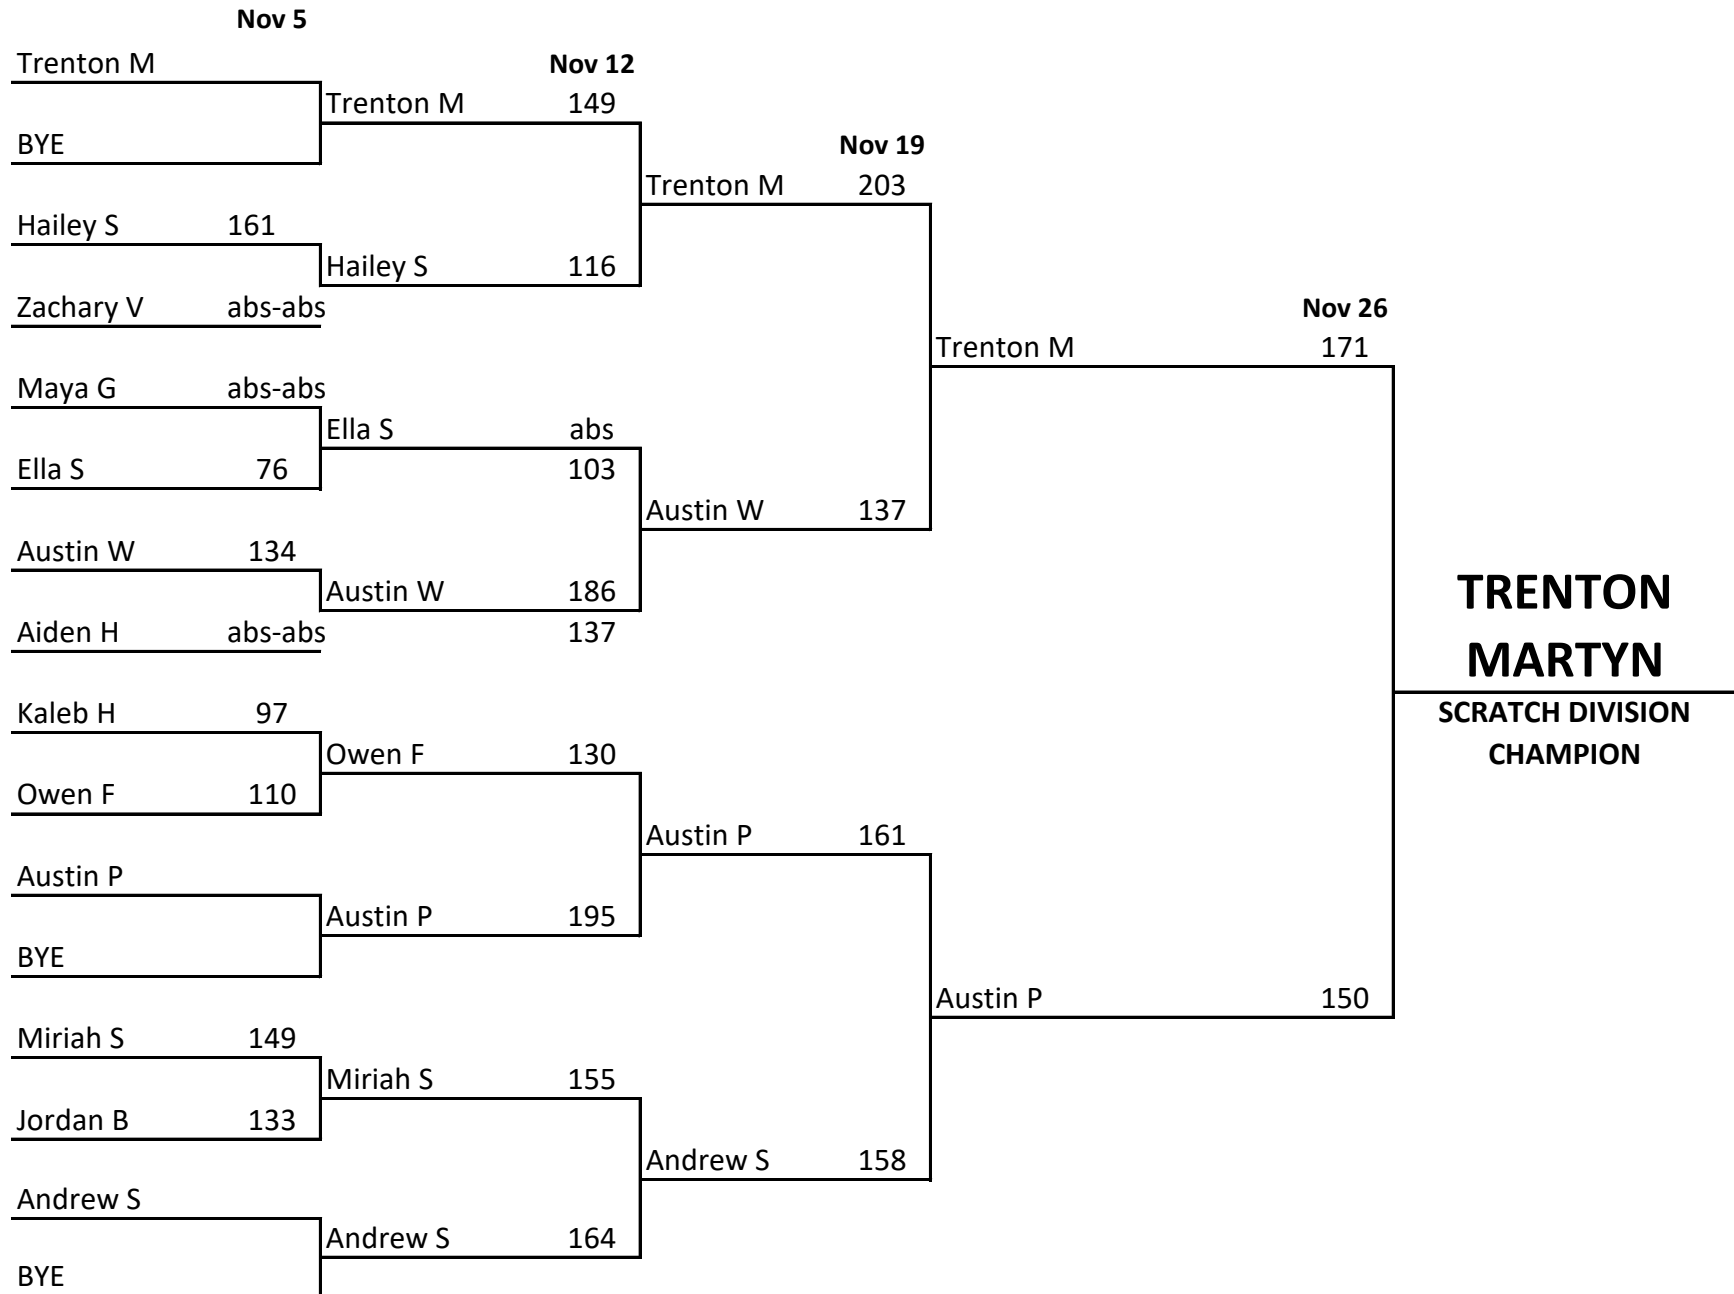 Nov 5
Trenton M
Nov 12
Trenton M 149
BYE
Nov 19
Trenton M 203
Hailey S 161
Hailey S 116
Zachary V abs-abs
Nov 26
Trenton M 171
Maya G abs-abs
Ella S abs
Ella S 76
103
Austin W 137
Austin W 134
Austin W 186
TRENTON
Aiden H abs-abs
137
MARTYN
Kaleb H 97
SCRATCH DIVISION
Owen F 130
CHAMPION
Owen F 110
Austin P 161
Austin P
Austin P 195
BYE
Austin P 150
Miriah S 149
Miriah S 155
Jordan B 133
Andrew S 158
Andrew S
Andrew S 164
BYE